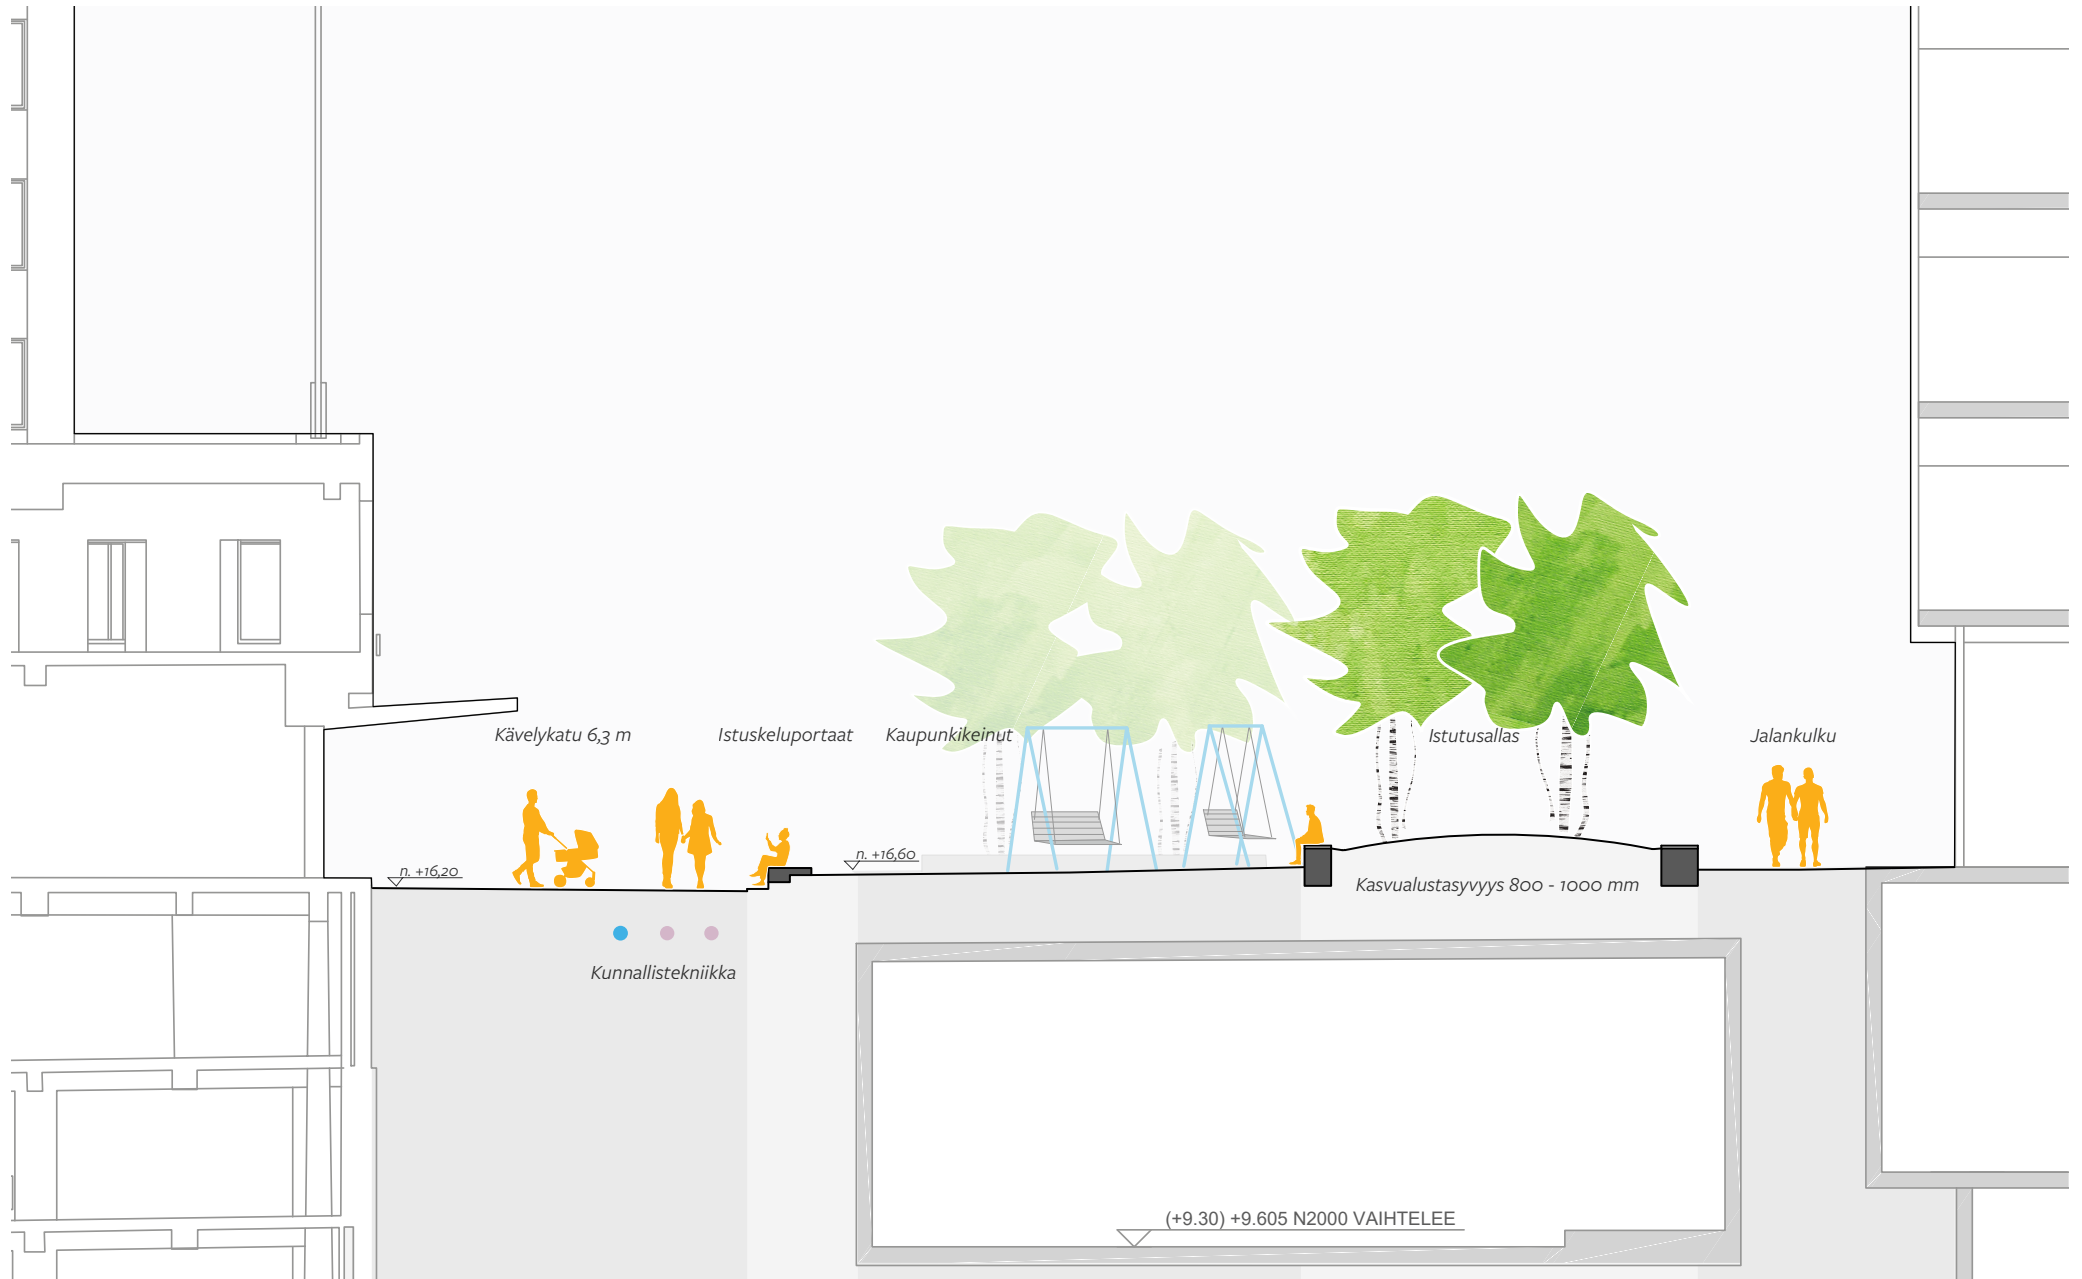 Kävelykatu 6,3 m
Istuskeluportaat
Kaupunkikeinut
Istutusallas
Jalankulku
n. +16,20
n. +16,60
Kasvualustasyvyys 800 - 1000 mm
Kunnallistekniikka
(+9.30) +9.605 N2000 VAIHTELEE